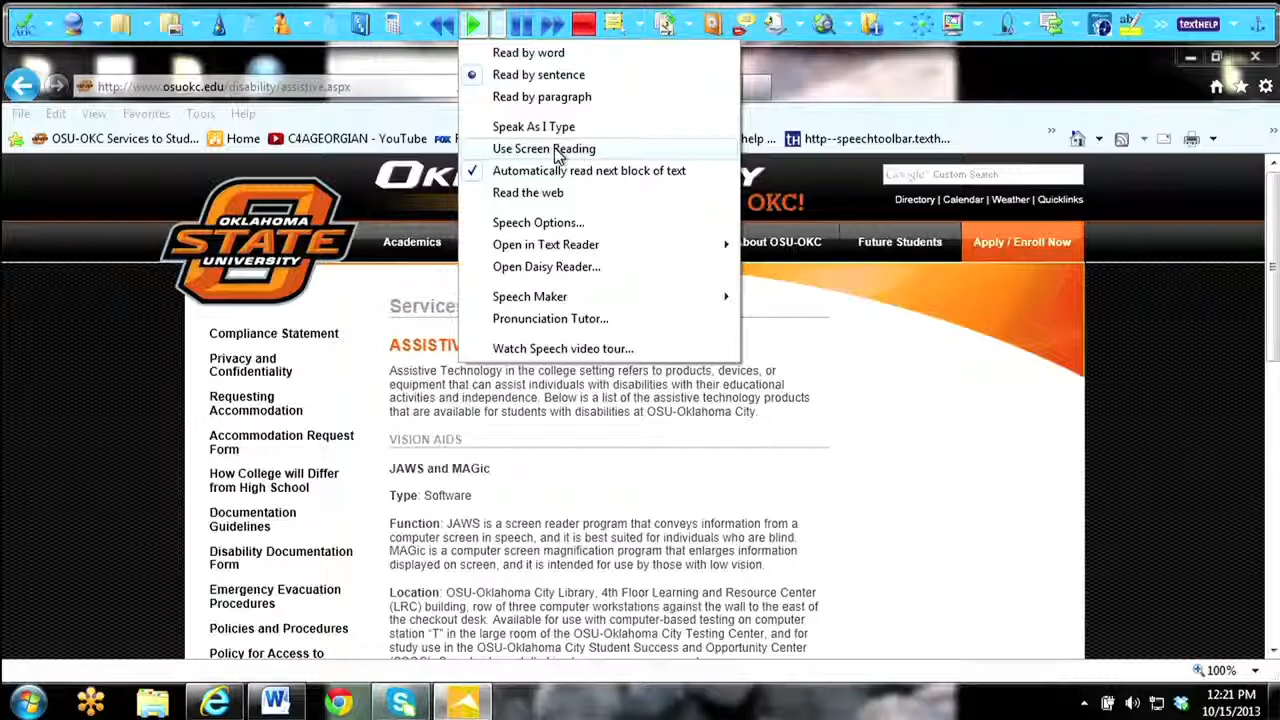 ABC
ab
textHELP
Read by word
Read by sentence
Read by paragraph
Speak As I Type
Use Screen Reading
Automatically read next block of text
Read the web
Speech Options...
Open in Text Reader
Open Daisy Reader...
Speech Maker
Pronunciation Tutor...
Watch Speech video tour...
http://www.osuokc.edu/disability/assistive.aspx
File Edit View Favorites Tools Help
OSU-OKC Services to Stud... Home C4AGEORGIAN - YouTube FOX
help ... http--speechtoolbar.texth...
Google Custom Search
Directory | Calendar | Weather | Quicklinks
OKC!
OKLAHOMA
STATE
UNIVERSITY
Academics
About OSU-OKC Future Students Apply / Enroll Now
Compliance Statement
Privacy and
Confidentiality
Requesting
Accommodation
Accommodation Request
Form
How College will Differ
from High School
Documentation
Guidelines
Disability Documentation
Form
Emergency Evacuation
Procedures
Policies and Procedures
Policy for Access to
Services
ASSISTIV
Assistive Technology in the college setting refers to products, devices, or
equipment that can assist individuals with disabilities with their educational
activities and independence. Below is a list of the assistive technology products
that are available for students with disabilities at OSU-Oklahoma City.
VISION AIDS
JAWS and MAGic
Type: Software
Function: JAWS is a screen reader program that conveys information from a
computer screen in speech, and it is best suited for individuals who are blind.
MAGic is a computer screen magnification program that enlarges information
displayed on screen, and it is intended for use by those with low vision.
Location: OSU-Oklahoma City Library, 4th Floor Learning and Resource Center
(LRC) building, row of three computer workstations against the wall to the east of
the checkout desk. Available for use with computer-based testing on computer
station “T” in the large room of the OSU-Oklahoma City Testing Center, and for
study use in the OSU-Oklahoma City Student Success and Opportunity Center
100%
12:21 PM
10/15/2013